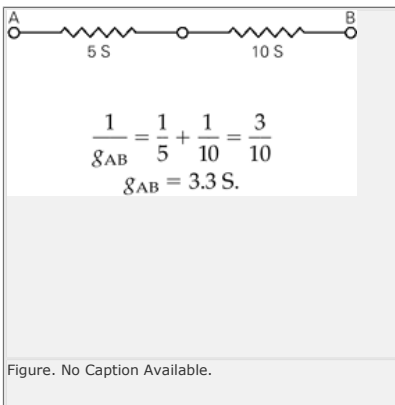 A B
5 S 10 S
1/g_AB = 1/5 + 1/10 = 3/10
g_AB = 3.3 S.
Figure. No Caption Available.